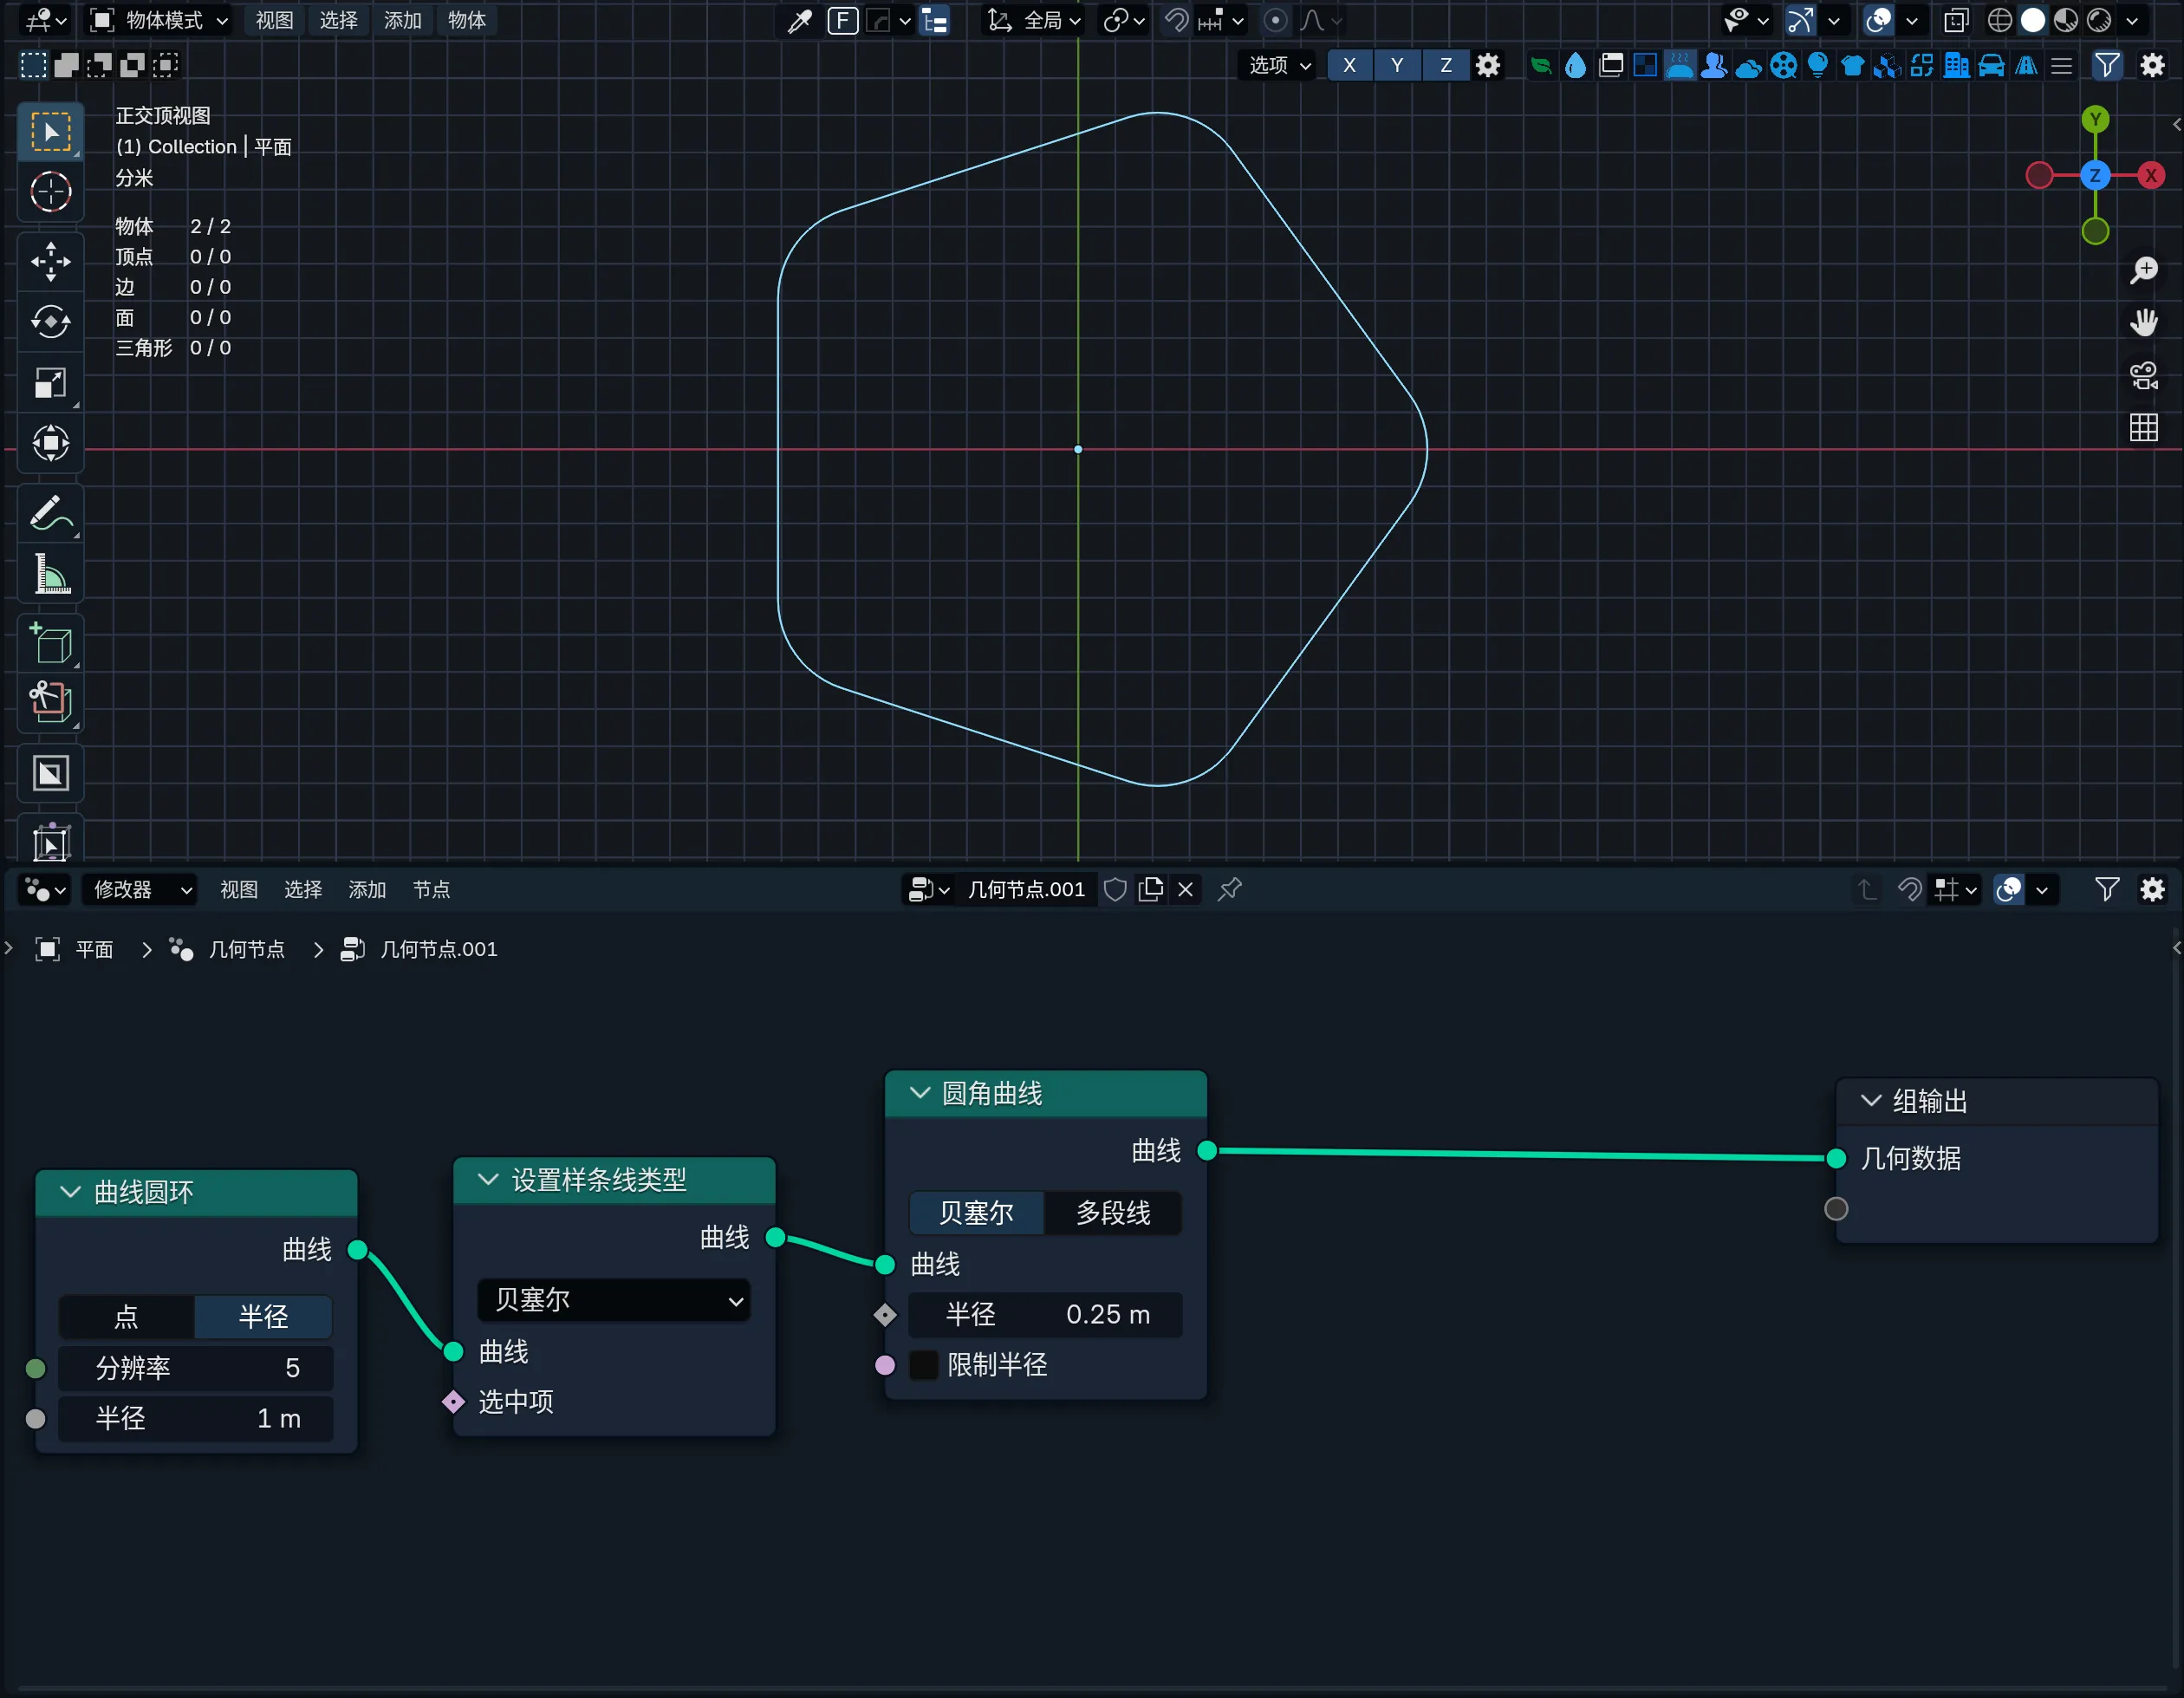 物体模式 视图 选择 添加 物体 F 全局
选项 X Y Z
正交顶视图
(1) Collection | 平面
分米
物体 2 / 2
顶点 0 / 0
边 0 / 0
面 0 / 0
三角形 0 / 0
Y
Z X
修改器 视图 选择 添加 节点 几何节点.001
平面 几何节点 几何节点.001
曲线圆环
曲线
点 半径
分辨率 5
半径 1 m
设置样条线类型
曲线
贝塞尔
曲线
选中项
圆角曲线
曲线
贝塞尔 多段线
曲线
半径 0.25 m
限制半径
组输出
几何数据